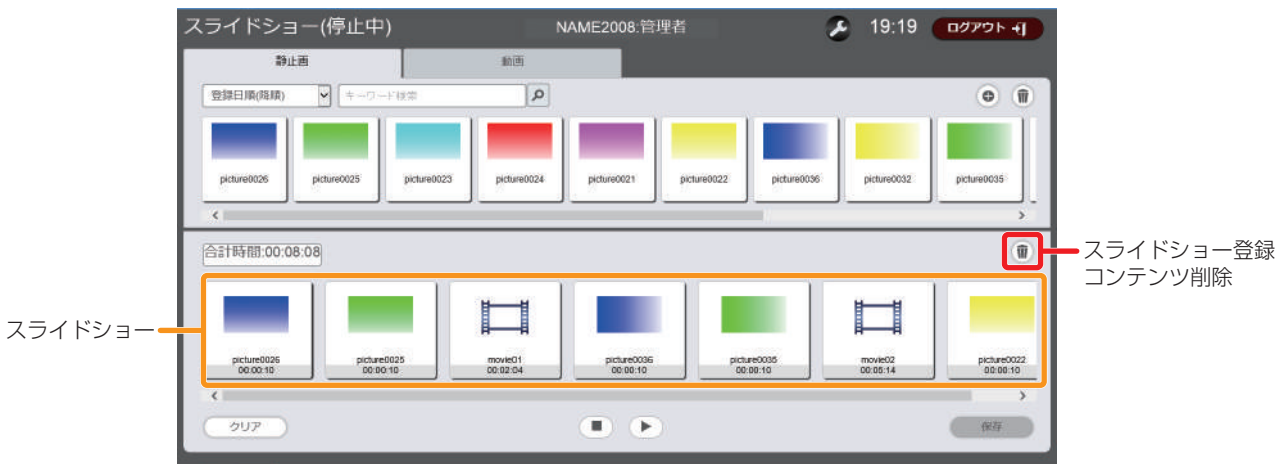 スライドショー(停止中)
NAME2008:管理者
19:19
ログアウト
静止画
動画
登録日順(降順)
キーワード検索
picture0026
picture0025
picture0023
picture0024
picture0021
picture0022
picture0036
picture0032
picture0035
合計時間:00:08:08
スライドショー登録
コンテンツ削除
スライドショー
picture0026
00:00:10
picture0025
00:00:10
movie01
00:02:04
picture0036
00:00:10
picture0035
00:00:10
movie02
00:05:14
picture0022
00:00:10
クリア
保存